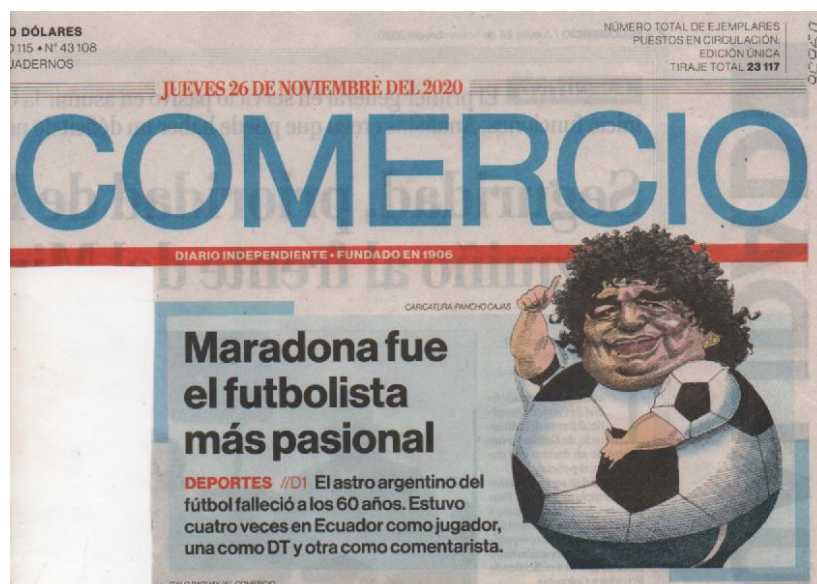 0 DÓLARES
0 115 • N° 43108
UADERNOS
NÚMERO TOTAL DE EJEMPLARES
PUESTOS EN CIRCULACIÓN:
EDICIÓN ÚNICA
TIRAJE TOTAL 23 117
JUEVES 26 DE NOVIEMBRE DEL 2020
COMERCIO
DIARIO INDEPENDIENTE • FUNDADO EN 1906
CARICATURA: PANCHO CAJAS
Maradona fue
el futbolista
más pasional
DEPORTES //D1 El astro argentino del
fútbol falleció a los 60 años. Estuvo
cuatro veces en Ecuador como jugador,
una como DT y otra como comentarista.